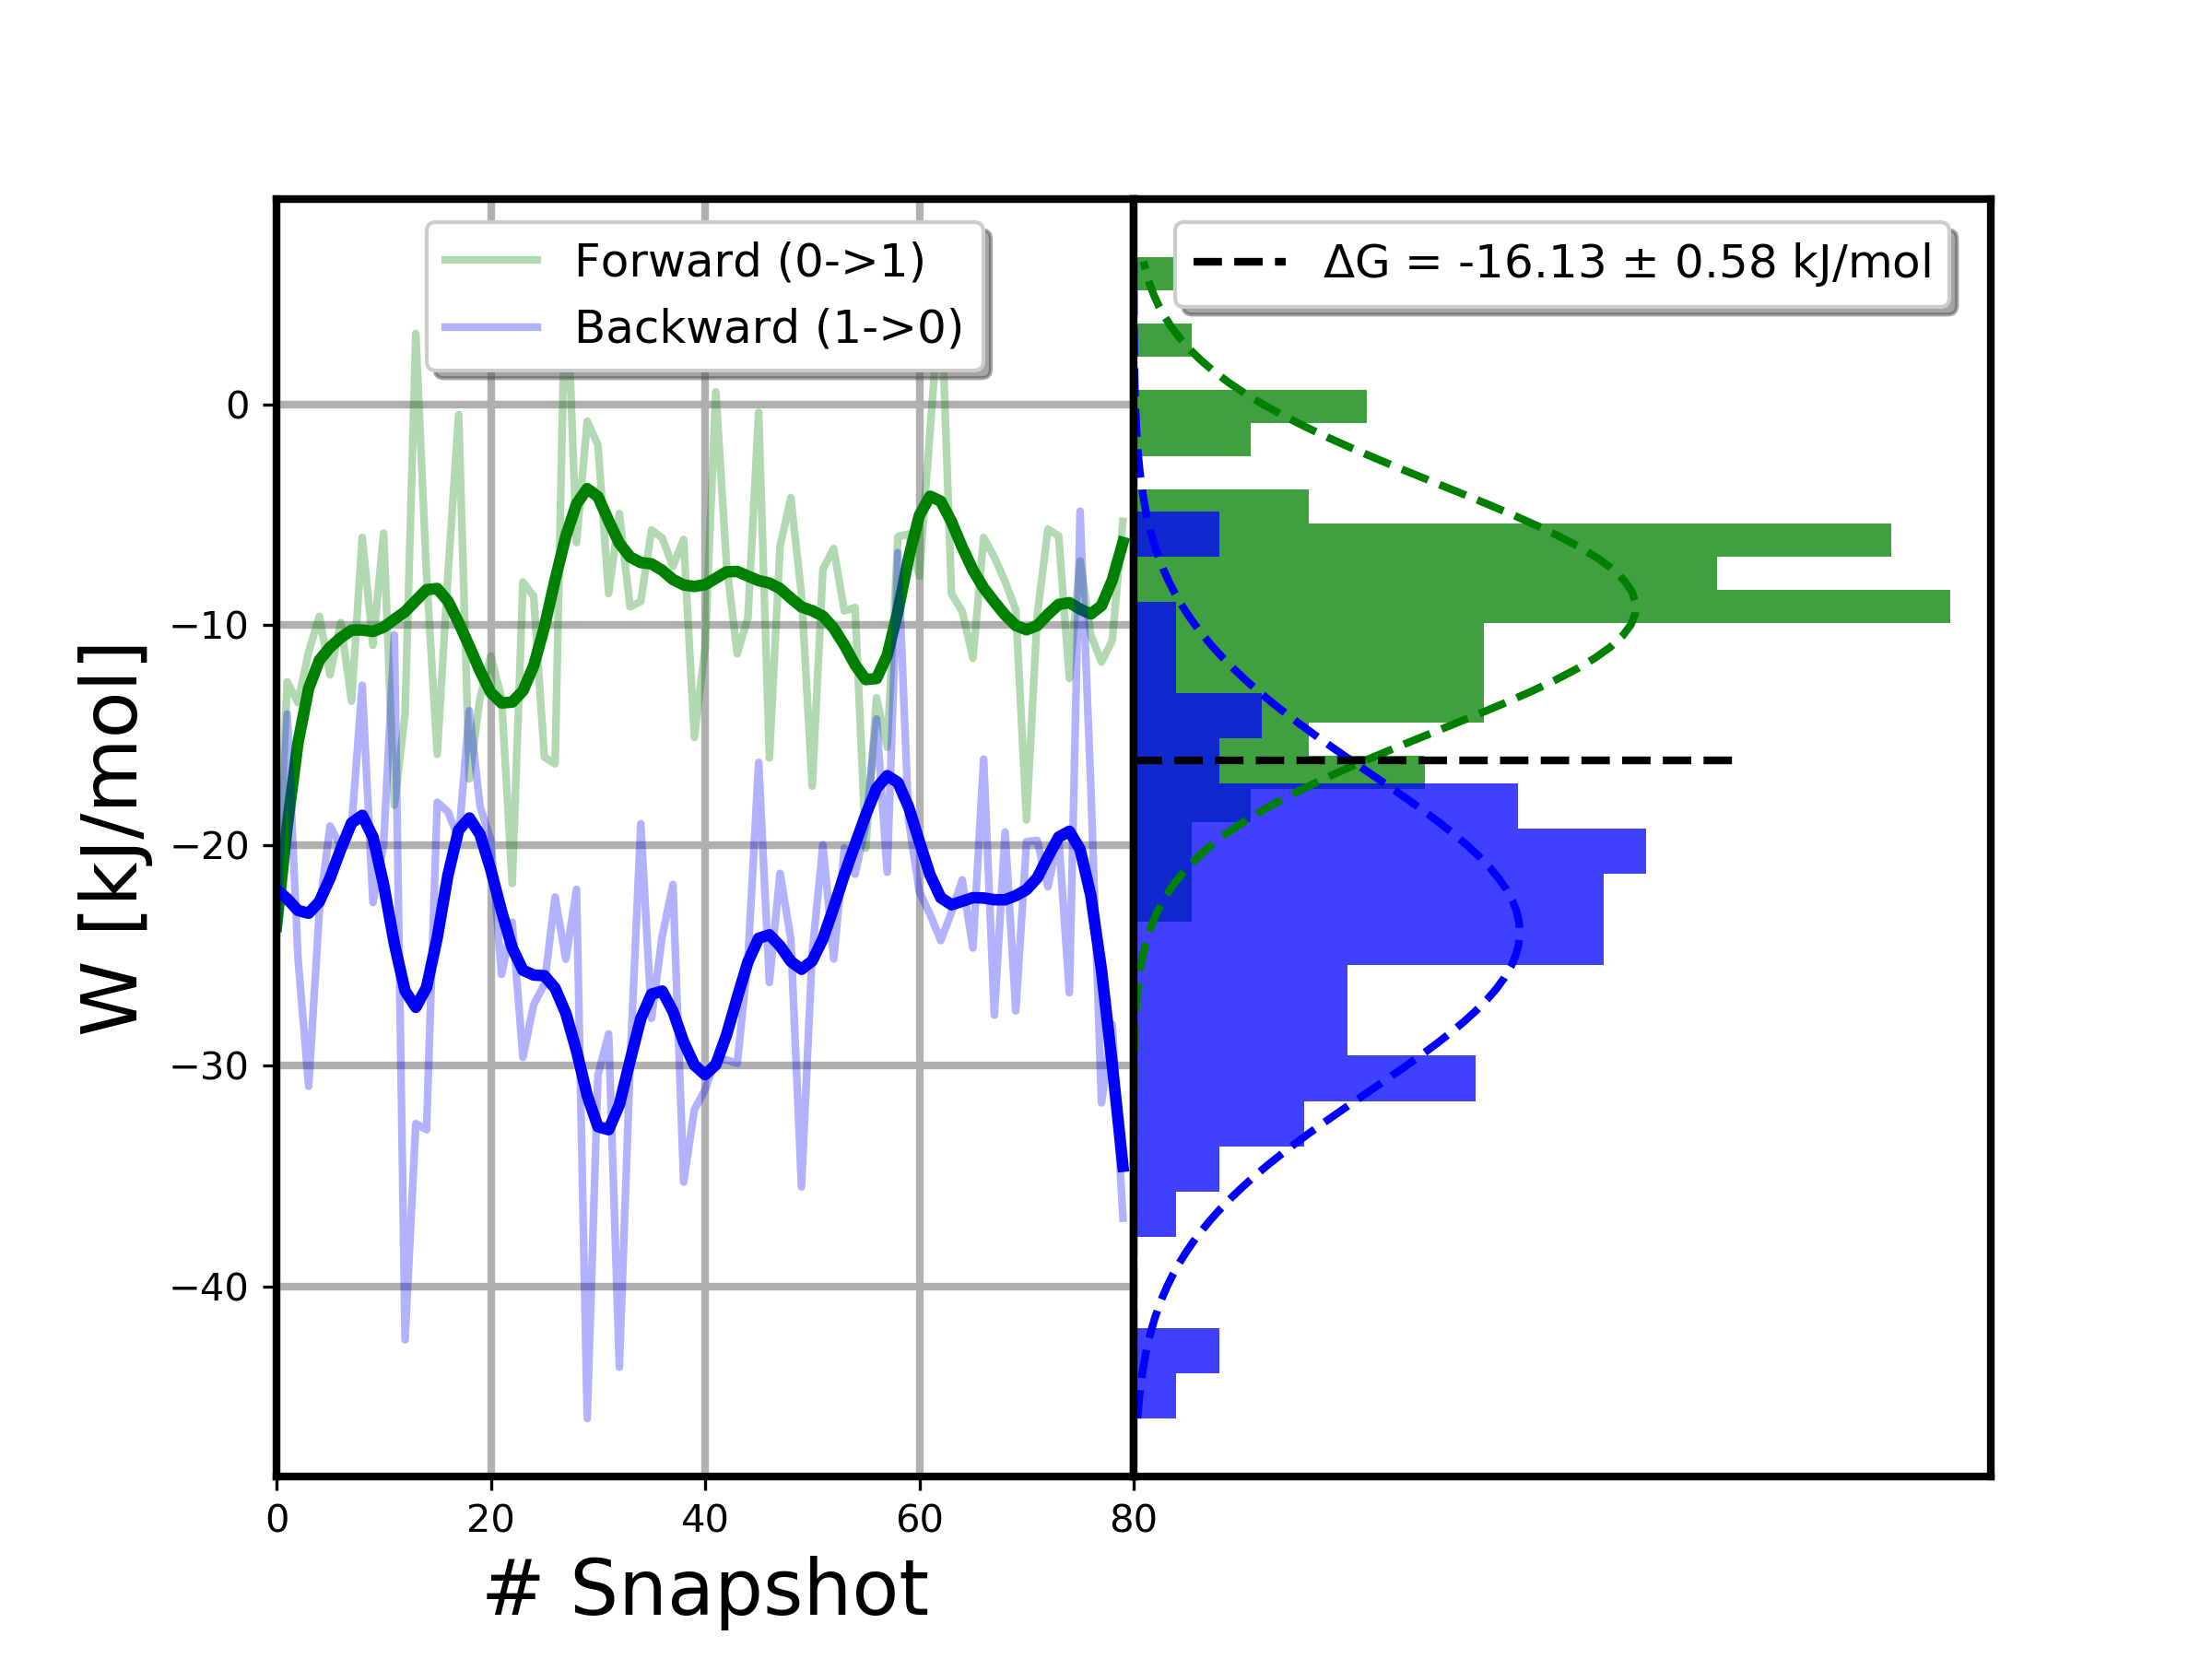 Forward (0->1)
Backward (1->0)
ΔG = -16.13 ± 0.58 kJ/mol
W [kJ/mol]
0
−10
−20
−30
−40
0 20 40 60 80
# Snapshot